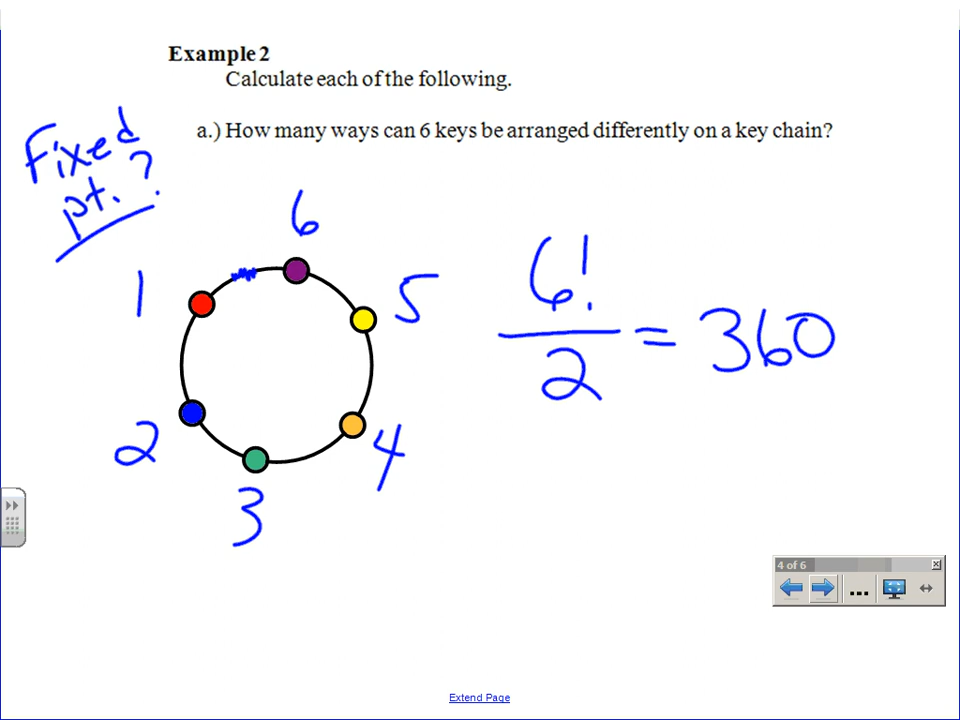 Example 2
Calculate each of the following.
a.) How many ways can 6 keys be arranged differently on a key chain?
Fixed
pt. ?
6
1
5
2
4
3
6!
2
= 360
4 of 6
...
Extend Page